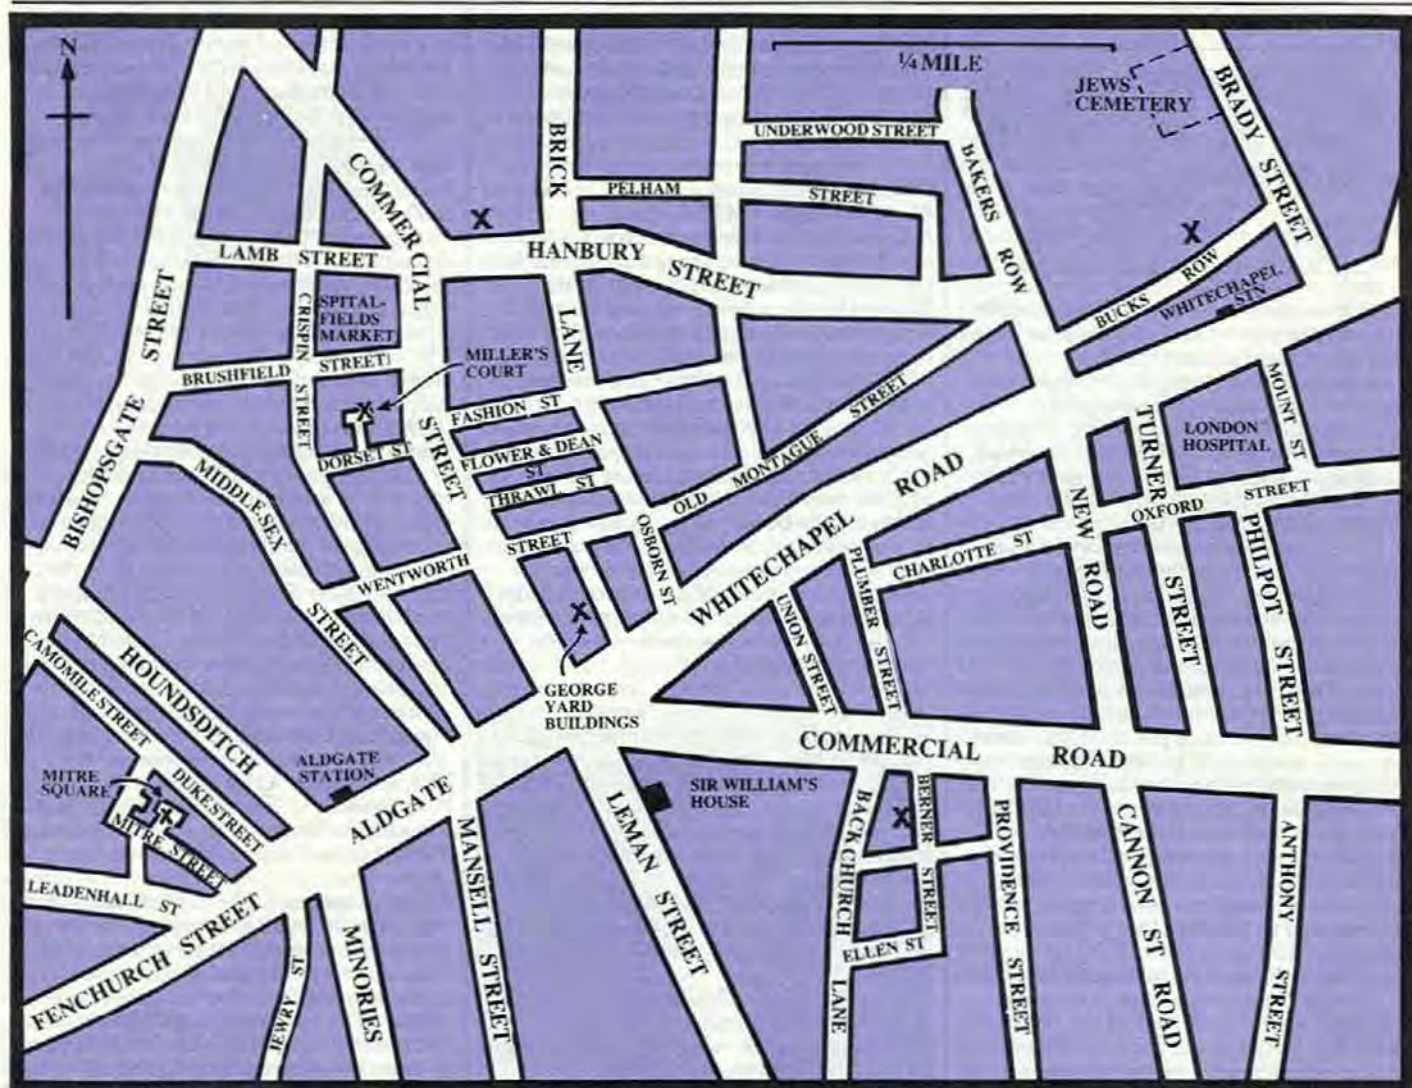 N
¼ MILE
JEWS
CEMETERY
BRADY STREET
UNDERWOOD STREET
BRICK
LANE
COMMERCIAL
STREET
PELHAM STREET
BAKERS ROW
X
X
LAMB STREET
HANBURY STREET
BUCKS ROW
WHITECHAPEL
STN
BISHOPSGATE STREET
CRISPIN STREET
SPITAL-
FIELDS
MARKET
BRUSHFIELD STREET
MILLER'S
COURT
X
FASHION ST
MOUNT ST
DORSET ST
FLOWER & DEAN
ST
THRAWL ST
OLD MONTAGUE STREET
TURNER
STREET
LONDON
HOSPITAL
MIDDLESEX
STREET
WENTWORTH STREET
OSBORN ST
WHITECHAPEL ROAD
NEW
ROAD
OXFORD STREET
PHILPOT STREET
CHARLOTTE ST
PLUMBER STREET
UNION STREET
X
GEORGE
YARD
BUILDINGS
CAMOMILE STREET
HOUNDSDITCH
COMMERCIAL ROAD
MITRE
SQUARE
X
DUKE STREET
MITRE STREET
ALDGATE
STATION
ALDGATE
SIR WILLIAM'S
HOUSE
X
BERNER STREET
BACK CHURCH LANE
PROVIDENCE STREET
CANNON ST ROAD
ANTHONY STREET
ELLEN ST
LEMAN STREET
MANSELL STREET
LEADENHALL ST
FENCHURCH STREET
JEWRY ST
MINORIES